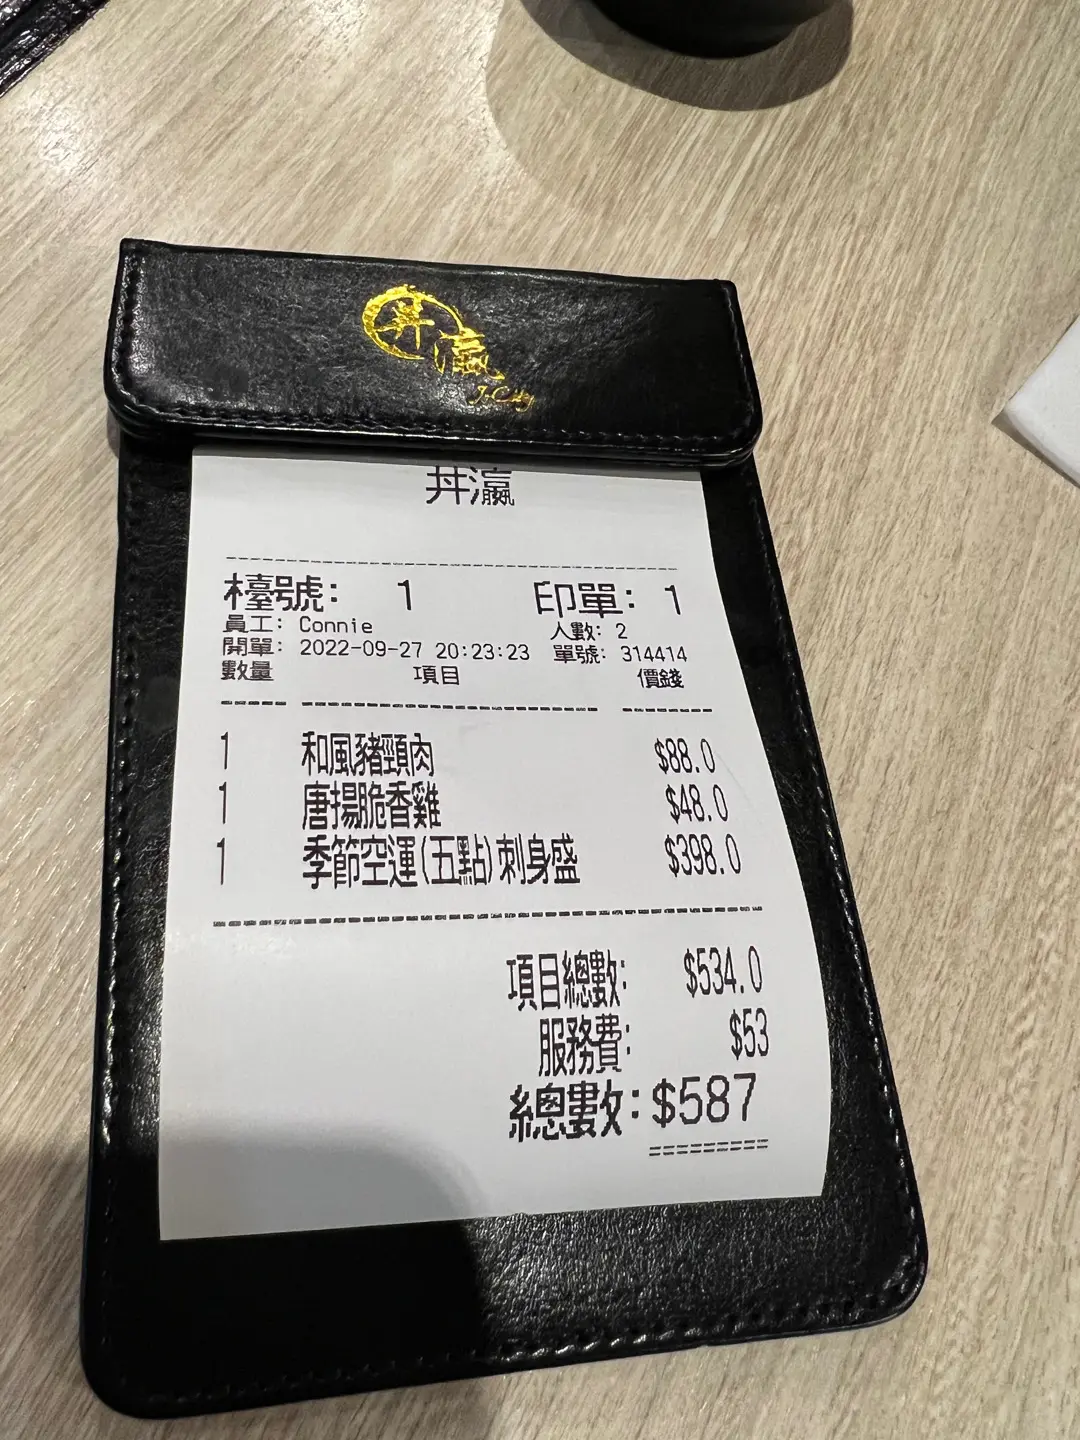 丼瀛
J-City
丼瀛
檯號: 1 印單: 1
員工: Connie 人數: 2
開單: 2022-09-27 20:23:23 單號: 314414
數量 項目 價錢
1 和風豬頸肉 $88.0
1 唐揚脆香雞 $48.0
1 季節空運(五點)刺身盛 $398.0
項目總數: $534.0
服務費: $53
總數: $587
=========